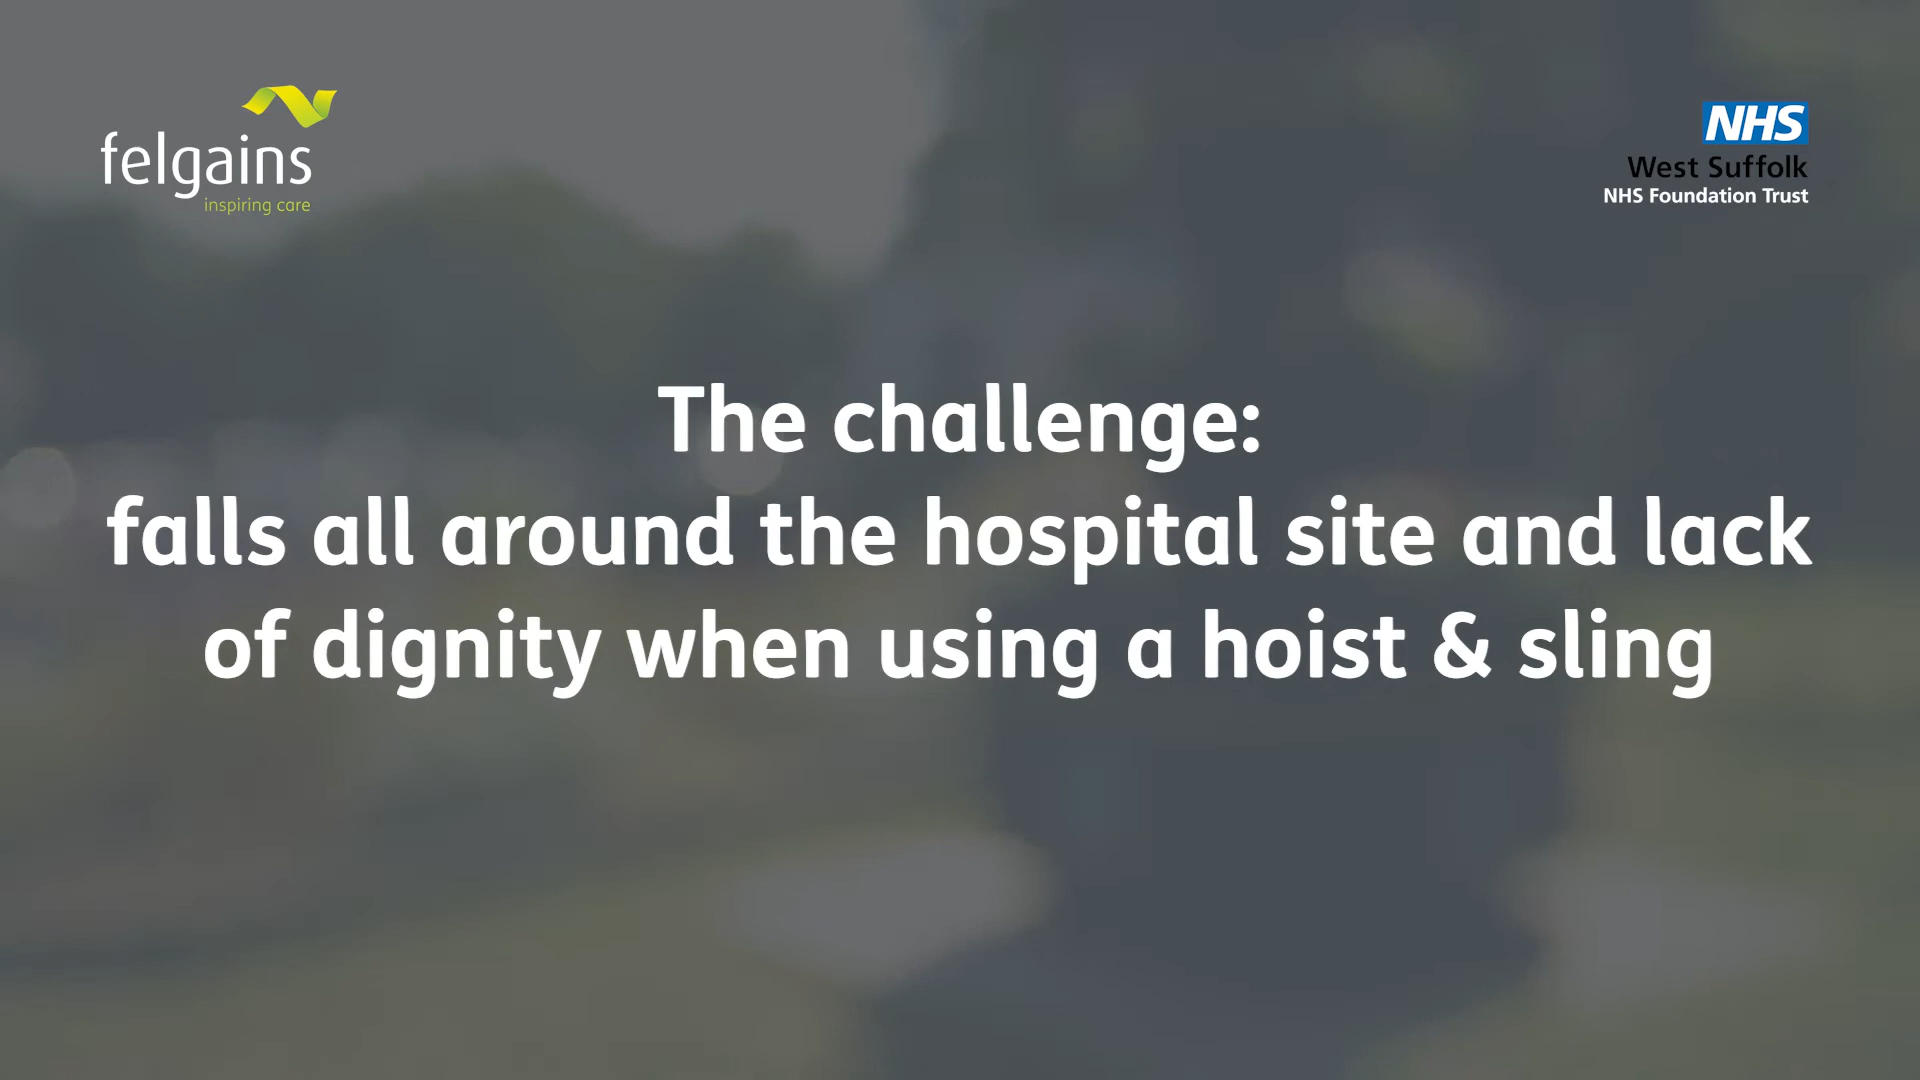 felgains
inspiring care
NHS
West Suffolk
NHS Foundation Trust
The challenge:
falls all around the hospital site and lack
of dignity when using a hoist & sling